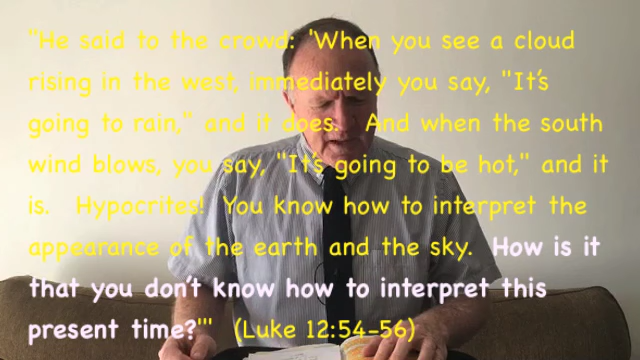 "He said to the crowd: 'When you see a cloud
rising in the west, immediately you say, "It's
going to rain," and it does.  And when the south
wind blows, you say, "It's going to be hot," and it
is.  Hypocrites!  You know how to interpret the
appearance of the earth and the sky.  How is it
that you don't know how to interpret this
present time?'"  (Luke 12:54-56)